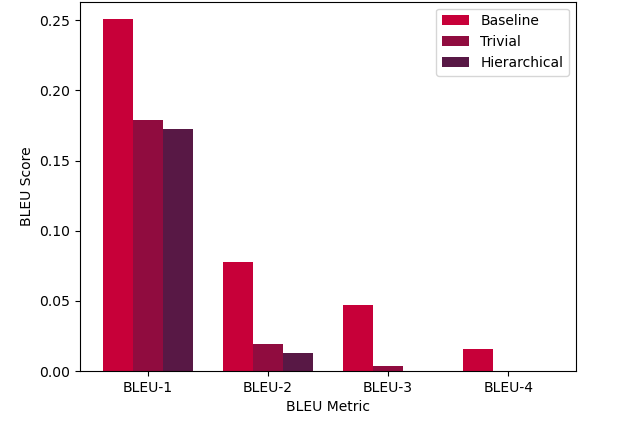 Baseline
Trivial
Hierarchical
BLEU Score
0.25
0.20
0.15
0.10
0.05
0.00
BLEU-1 BLEU-2 BLEU-3 BLEU-4
BLEU Metric